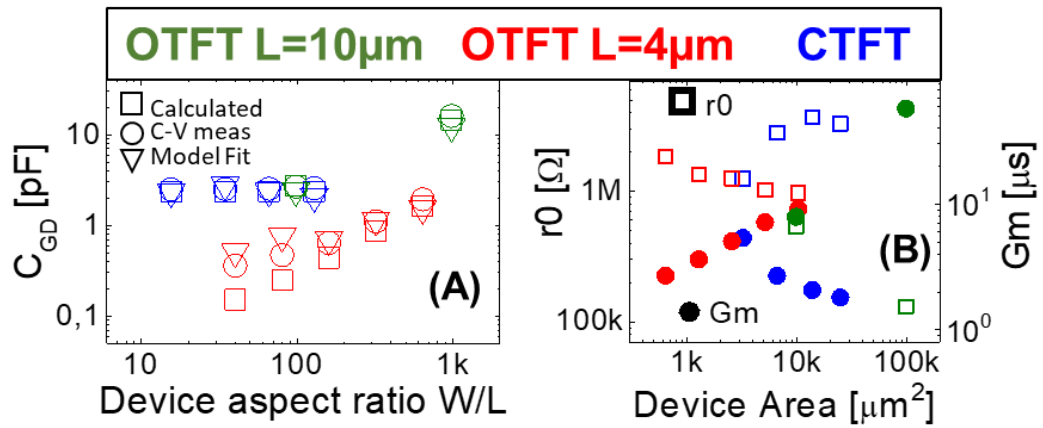 OTFT L=10µm OTFT L=4µm CTFT
Calculated
C-V meas
Model Fit
10
1
0,1
C_GD [pF]
(A)
10 100 1k
Device aspect ratio W/L
r0
1M
100k
r0 [Ω]
(B)
Gm
10¹
10⁰
Gm [µs]
1k 10k 100k
Device Area [µm²]